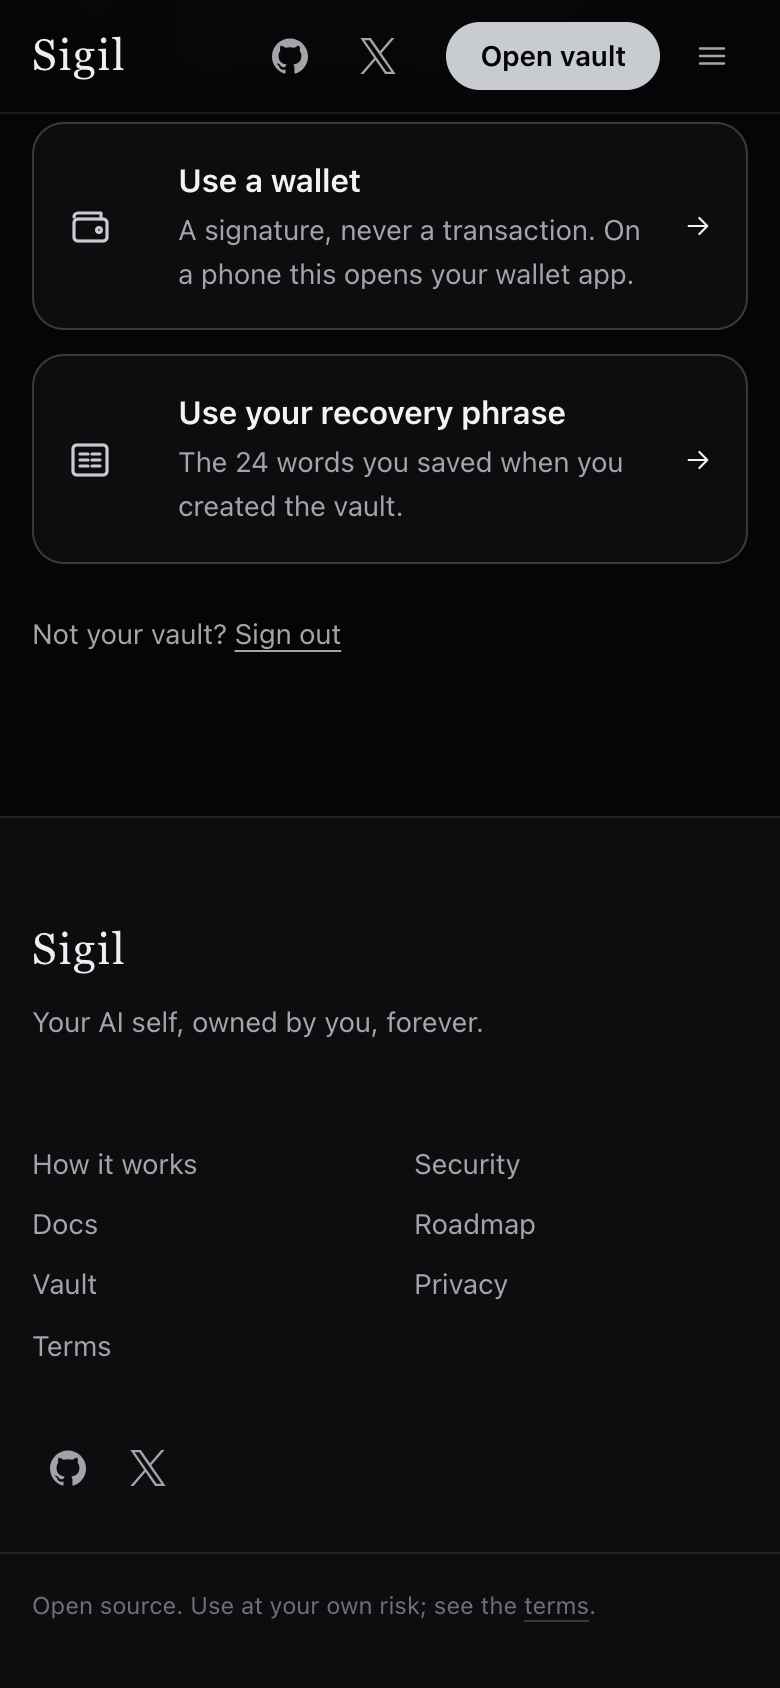 Sigil
Open vault
Use a wallet
A signature, never a transaction. On
a phone this opens your wallet app.
Use your recovery phrase
The 24 words you saved when you
created the vault.
Not your vault? Sign out
Sigil
Your AI self, owned by you, forever.
How it works
Security
Docs
Roadmap
Vault
Privacy
Terms
Open source. Use at your own risk; see the terms.